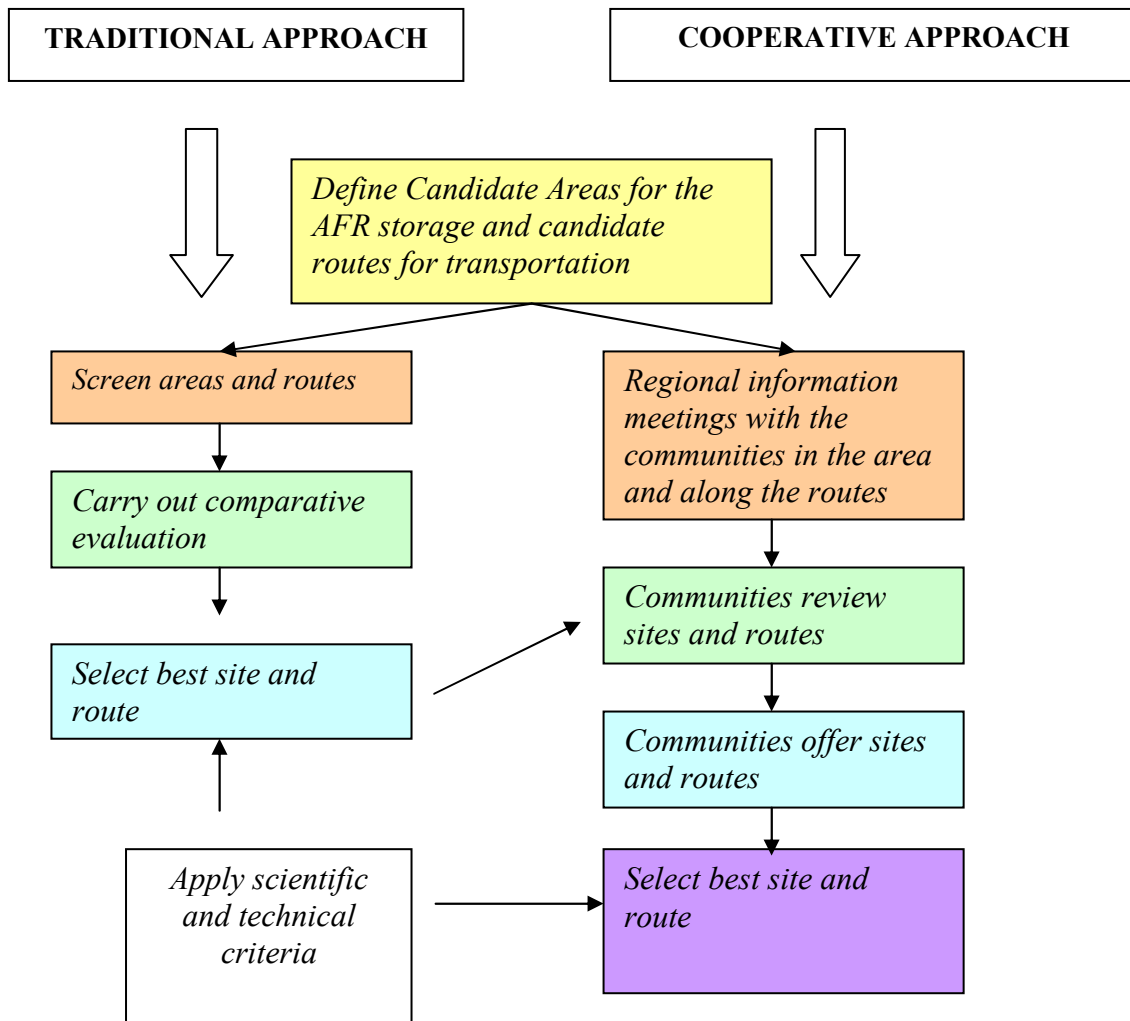 TRADITIONAL APPROACH
COOPERATIVE APPROACH
Define Candidate Areas for the
AFR storage and candidate
routes for transportation
Screen areas and routes
Carry out comparative
evaluation
Select best site and
route
Apply scientific
and technical
criteria
Regional information
meetings with the
communities in the area
and along the routes
Communities review
sites and routes
Communities offer sites
and routes
Select best site and
route